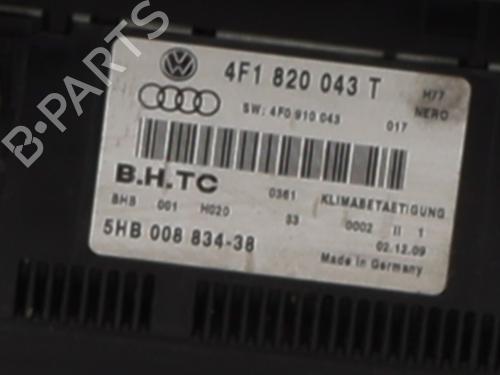 B-PARTS
4F1 820 043 T
H77
NERO
SW: 4F0 910 043
017
B.H.TC
0361
KLIMABETAETIGUNG
BHB 001 H020 33 0002 II 1
5HB 008 834-38
02.12.09
Made in Germany